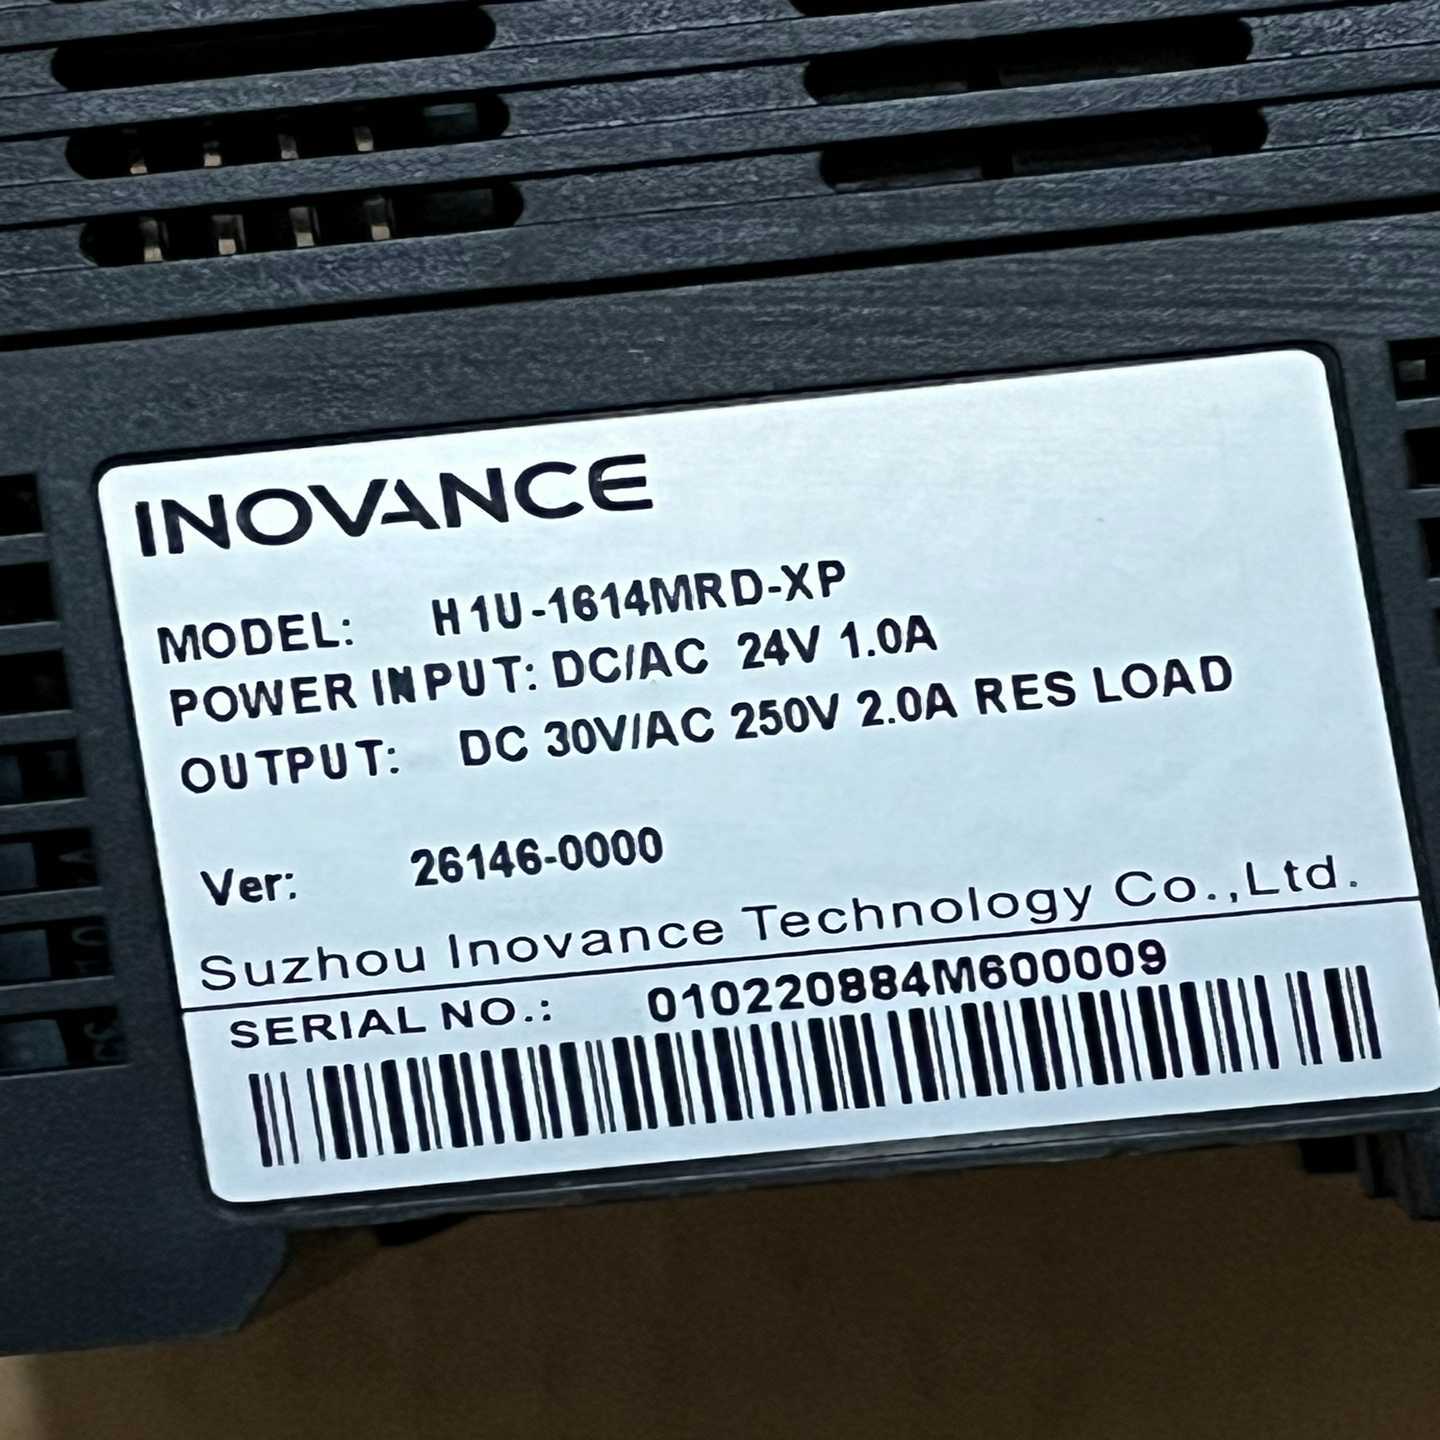 INOVANCE
MODEL: H1U-1614MRD-XP
POWER INPUT: DC/AC 24V 1.0A
OUTPUT: DC 30V/AC 250V 2.0A RES LOAD
Ver: 26146-0000
Suzhou Inovance Technology Co.,Ltd.
SERIAL NO.: 010220884M600009